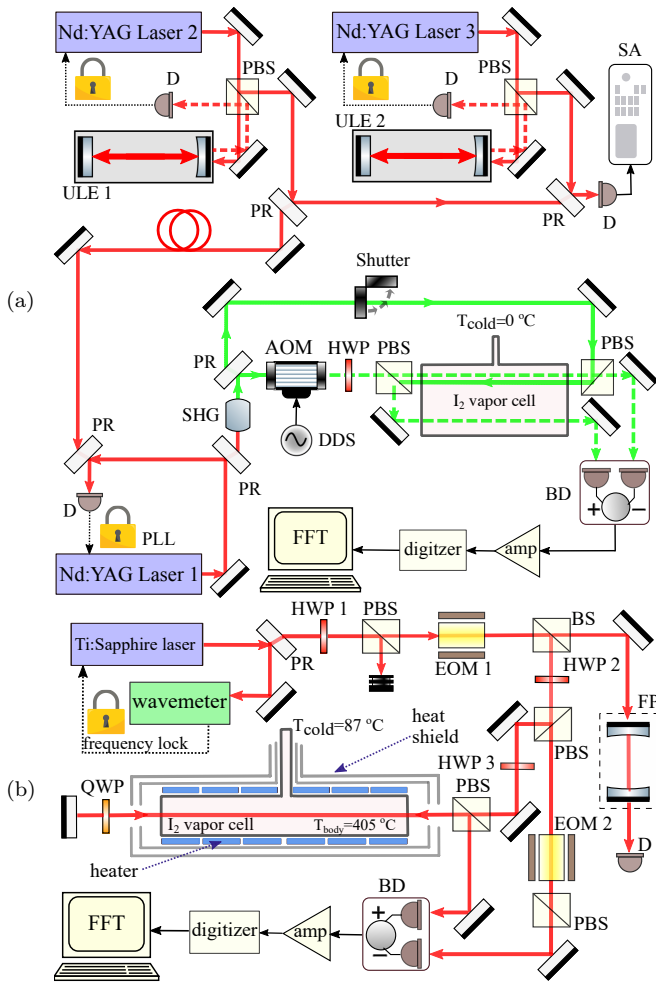 Nd:YAG Laser 2
Nd:YAG Laser 3
SA
PBS
PBS
D
D
ULE 1
ULE 2
PR
PR
D
(a)
Shutter
T_cold=0 °C
PR
AOM
HWP
PBS
PBS
I₂ vapor cell
SHG
DDS
PR
PR
BD
D
PLL
+ −
FFT
digitzer
amp
Nd:YAG Laser 1
HWP 1
PBS
BS
Ti:Sapphire laser
PR
EOM 1
HWP 2
wavemeter
FP
T_cold=87 °C
heat
shield
frequency lock
PBS
HWP 3
(b)
QWP
PBS
I₂ vapor cell
T_body=405 °C
EOM 2
heater
D
BD
PBS
+
−
FFT
digitizer
amp